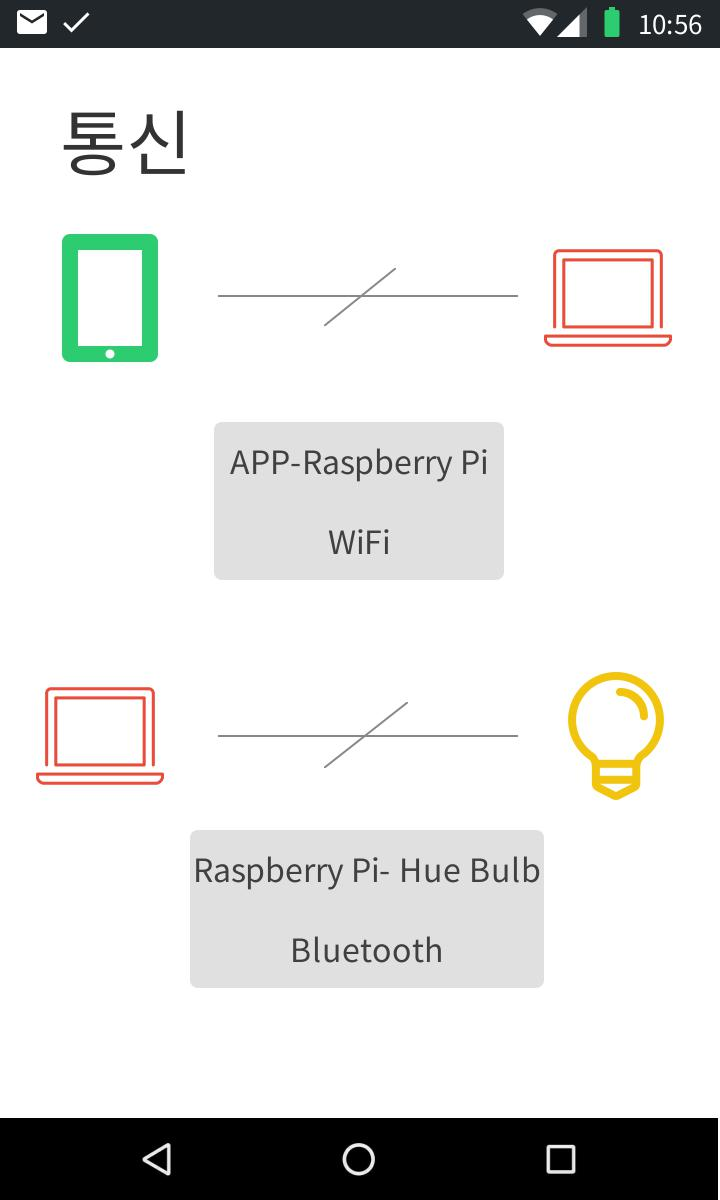 10:56
통신
APP-Raspberry Pi
WiFi
Raspberry Pi- Hue Bulb
Bluetooth